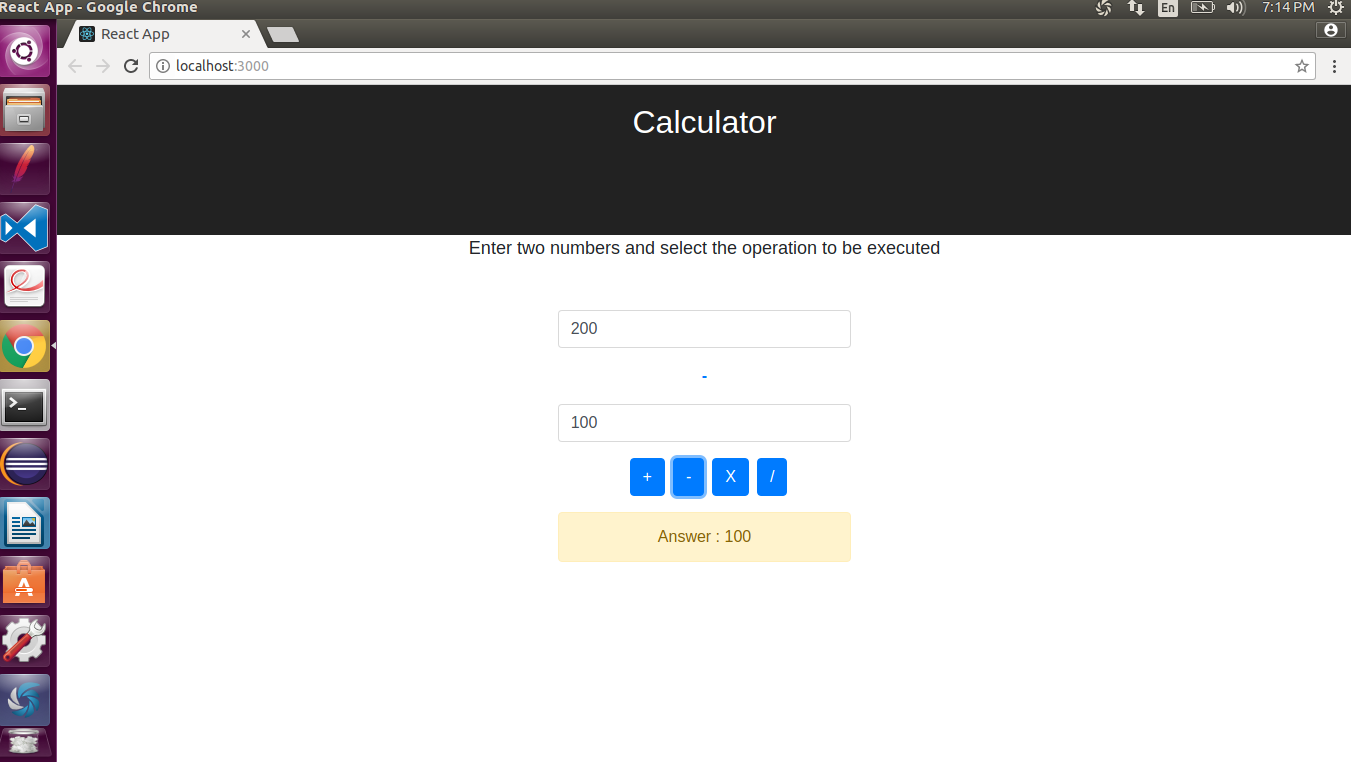 React App - Google Chrome
En
7:14 PM
React App
localhost:3000
Calculator
Enter two numbers and select the operation to be executed
200
-
100
+ - X /
Answer : 100